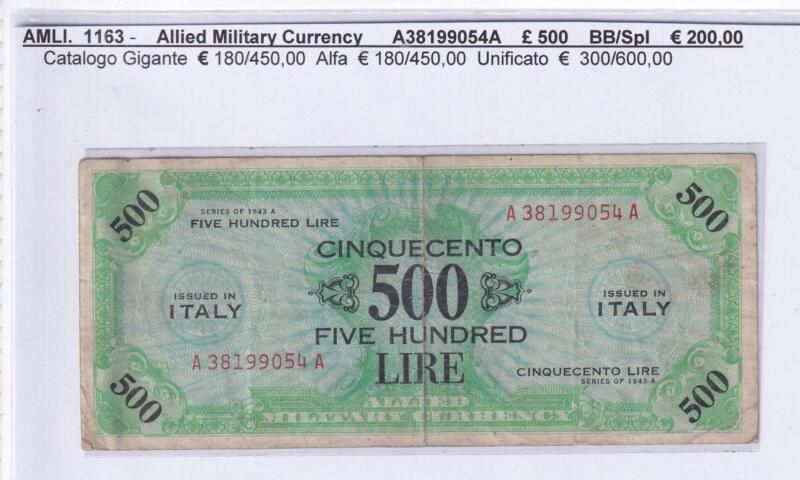 AMLI. 1163 - Allied Military Currency A38199054A £ 500 BB/Spl € 200,00
Catalogo Gigante € 180/450,00 Alfa € 180/450,00 Unificato € 300/600,00
500
500
SERIES OF 1943 A
FIVE HUNDRED LIRE
A 38199054 A
CINQUECENTO
500
FIVE HUNDRED
LIRE
ISSUED IN
ITALY
ISSUED IN
ITALY
A 38199054 A
CINQUECENTO LIRE
SERIES OF 1943 A
500
500
ALLIED
MILITARY CURRENCY